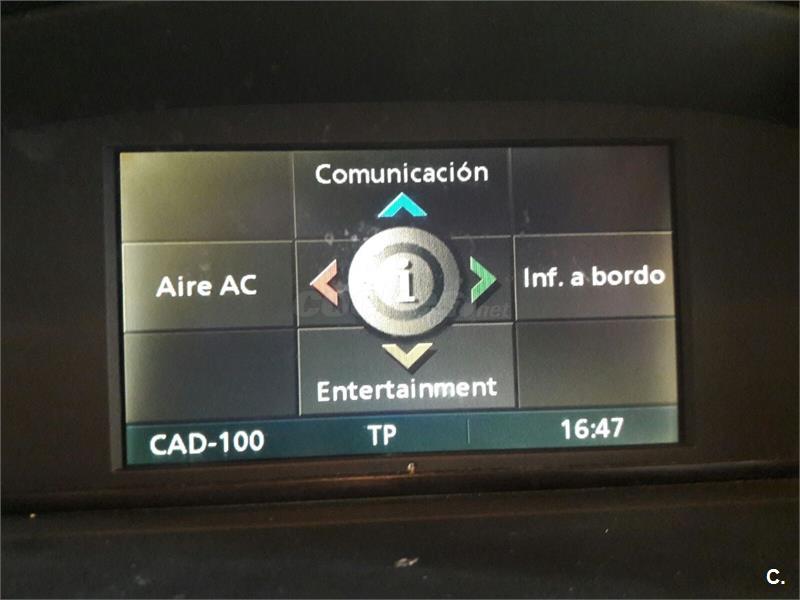 Comunicación
Aire AC
i
Inf. a bordo
Entertainment
CAD-100
TP
16:47
C.